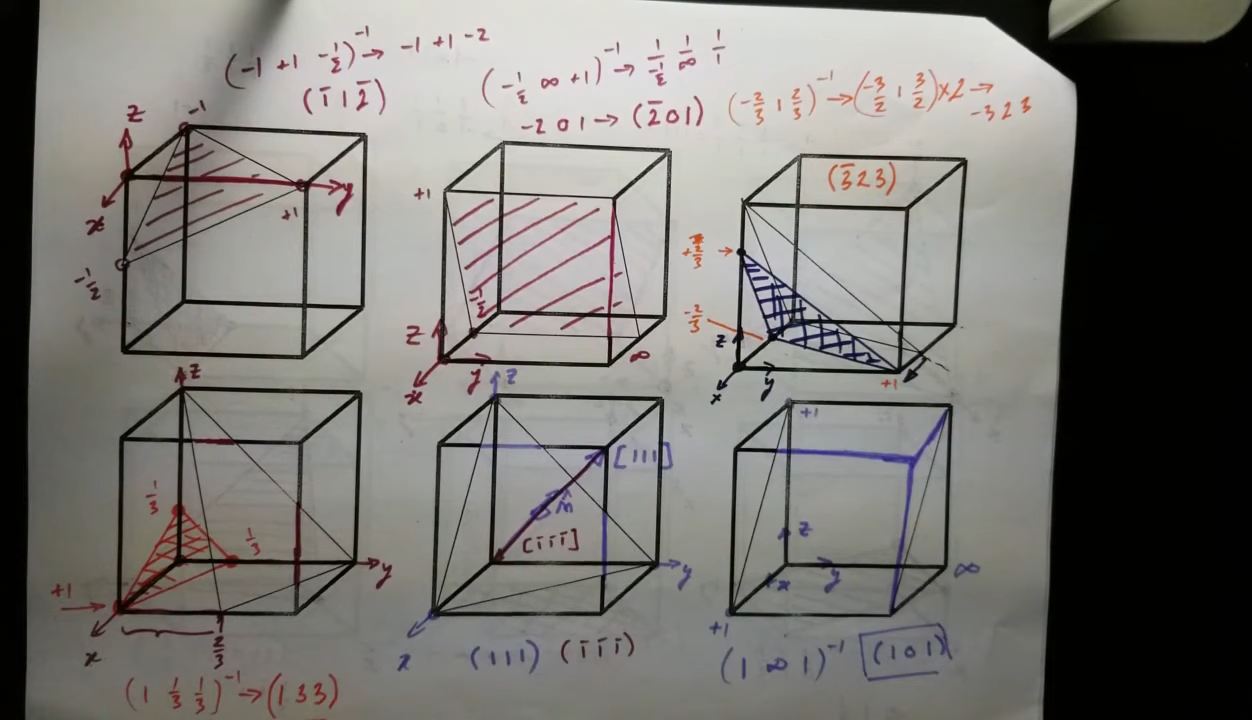 (-1 +1 -1/2)⁻¹ → -1 +1 -2
(1̅ 1 2̅)
(-1/2 ∞ +1)⁻¹ → 1/-1/2 1/∞ 1/1
-2 0 1 → (2̅ 0 1)
(-2/3 1 2/3)⁻¹ → (-3/2 1 3/2) x2 →
-3 2 3
z
-1
x
y
+1
-1/2
+1
-1/2
z
x
y
∞
(3̅ 2 3)
+2/3 →
-2/3
z
x
y
+1
z
1/3
1/3
y
+1
x
2/3
(1 1/3 1/3)⁻¹ → (1 3 3)
z
[111]
n̂
[1̅1̅1̅]
y
x
(111) (1̅1̅1̅)
+1
z
y
x
∞
+1
(1 ∞ 1)⁻¹ (101)